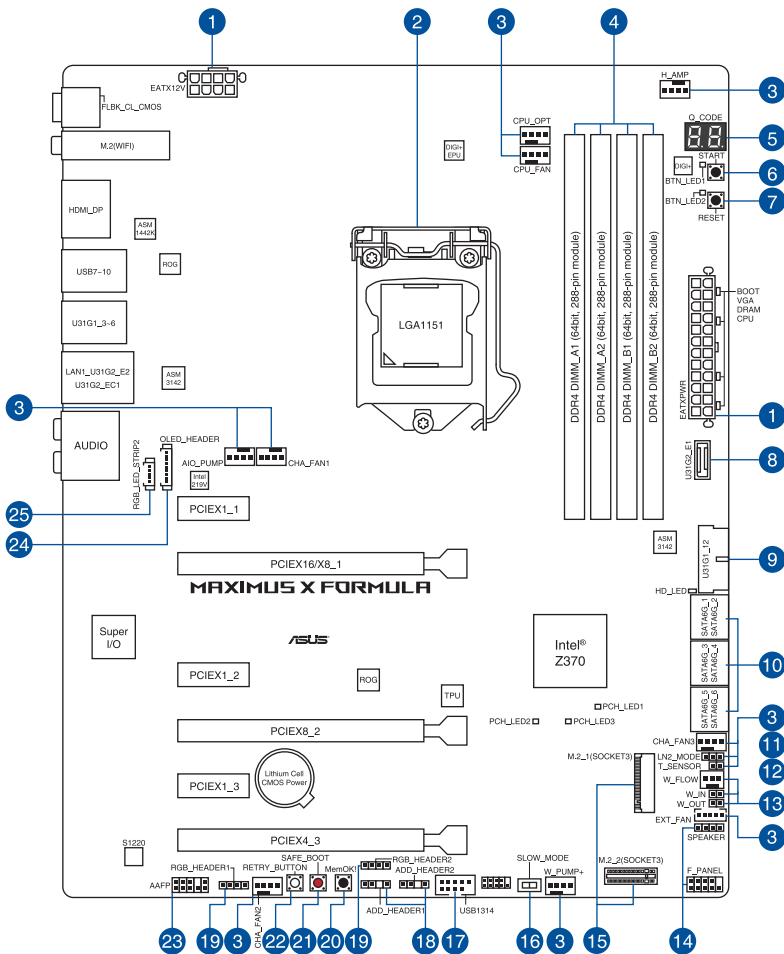 1
2
3
4
EATX12V
H_AMP
3
FLBK_CL_CMOS
CPU_OPT
Q_CODE
88
5
M.2(WIFI)
DIGI+
EPU
CPU_FAN
START
DIGI+
BTN_LED1
6
BTN_LED2
7
RESET
HDMI_DP
ASM
1442K
USB7~10
ROG
BOOT
VGA
DRAM
CPU
LGA1151
DDR4 DIMM_A1 (64bit, 288-pin module)
DDR4 DIMM_A2 (64bit, 288-pin module)
DDR4 DIMM_B1 (64bit, 288-pin module)
DDR4 DIMM_B2 (64bit, 288-pin module)
U31G1_3~6
LAN1_U31G2_E2
U31G2_EC1
ASM
3142
EATXPWR
1
3
AUDIO
OLED_HEADER
AIO_PUMP
CHA_FAN1
RGB_LED_STRIP2
U31G2_E1
8
Intel
219V
25
PCIEX1_1
24
ASM
3142
U31G1_12
9
PCIEX16/X8_1
MAXIMUS X FORMULA
HD_LED
SATA6G_1
SATA6G_2
Super
I/O
ASUS
Intel®
Z370
SATA6G_3
SATA6G_4
10
PCIEX1_2
ROG
TPU
SATA6G_5
SATA6G_6
PCH_LED1
PCH_LED2
PCH_LED3
3
PCIEX8_2
CHA_FAN3
11
M.2_1(SOCKET3)
LN2_MODE
T_SENSOR
12
PCIEX1_3
Lithium Cell
CMOS Power
W_FLOW
W_IN
W_OUT
13
EXT_FAN
3
SPEAKER
14
PCIEX4_3
S1220
RGB_HEADER1
SAFE_BOOT
RETRY_BUTTON
MemOK!
RGB_HEADER2
ADD_HEADER2
SLOW_MODE
W_PUMP+
M.2_2(SOCKET3)
F_PANEL
AAFP
CHA_FAN2
ADD_HEADER1
USB1314
23
19
3
22
21
20
19
18
17
16
3
15
14